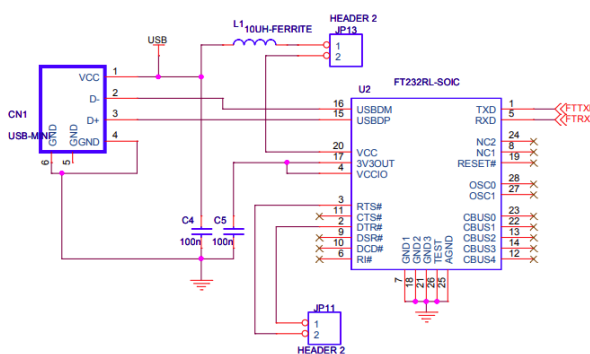 L1
10UH-FERRITE
HEADER 2
JP13
1
2
USB
CN1
USB-MINI
VCC
1
D-
2
D+
3
GND
4
GND
GND
6
5
C4
100n
C5
100n
U2
FT232RL-SOIC
16
USBDM
15
USBDP
20
VCC
17
3V3OUT
4
VCCIO
3
RTS#
11
CTS#
2
DTR#
9
DSR#
10
DCD#
6
RI#
TXD
1
FTTX
RXD
5
FTRX
NC2
24
NC1
8
RESET#
19
OSC0
28
OSC1
27
CBUS0
23
CBUS1
22
CBUS2
13
CBUS3
14
CBUS4
12
GND1
GND2
GND3
TEST
AGND
7
18
21
26
25
JP11
1
2
HEADER 2